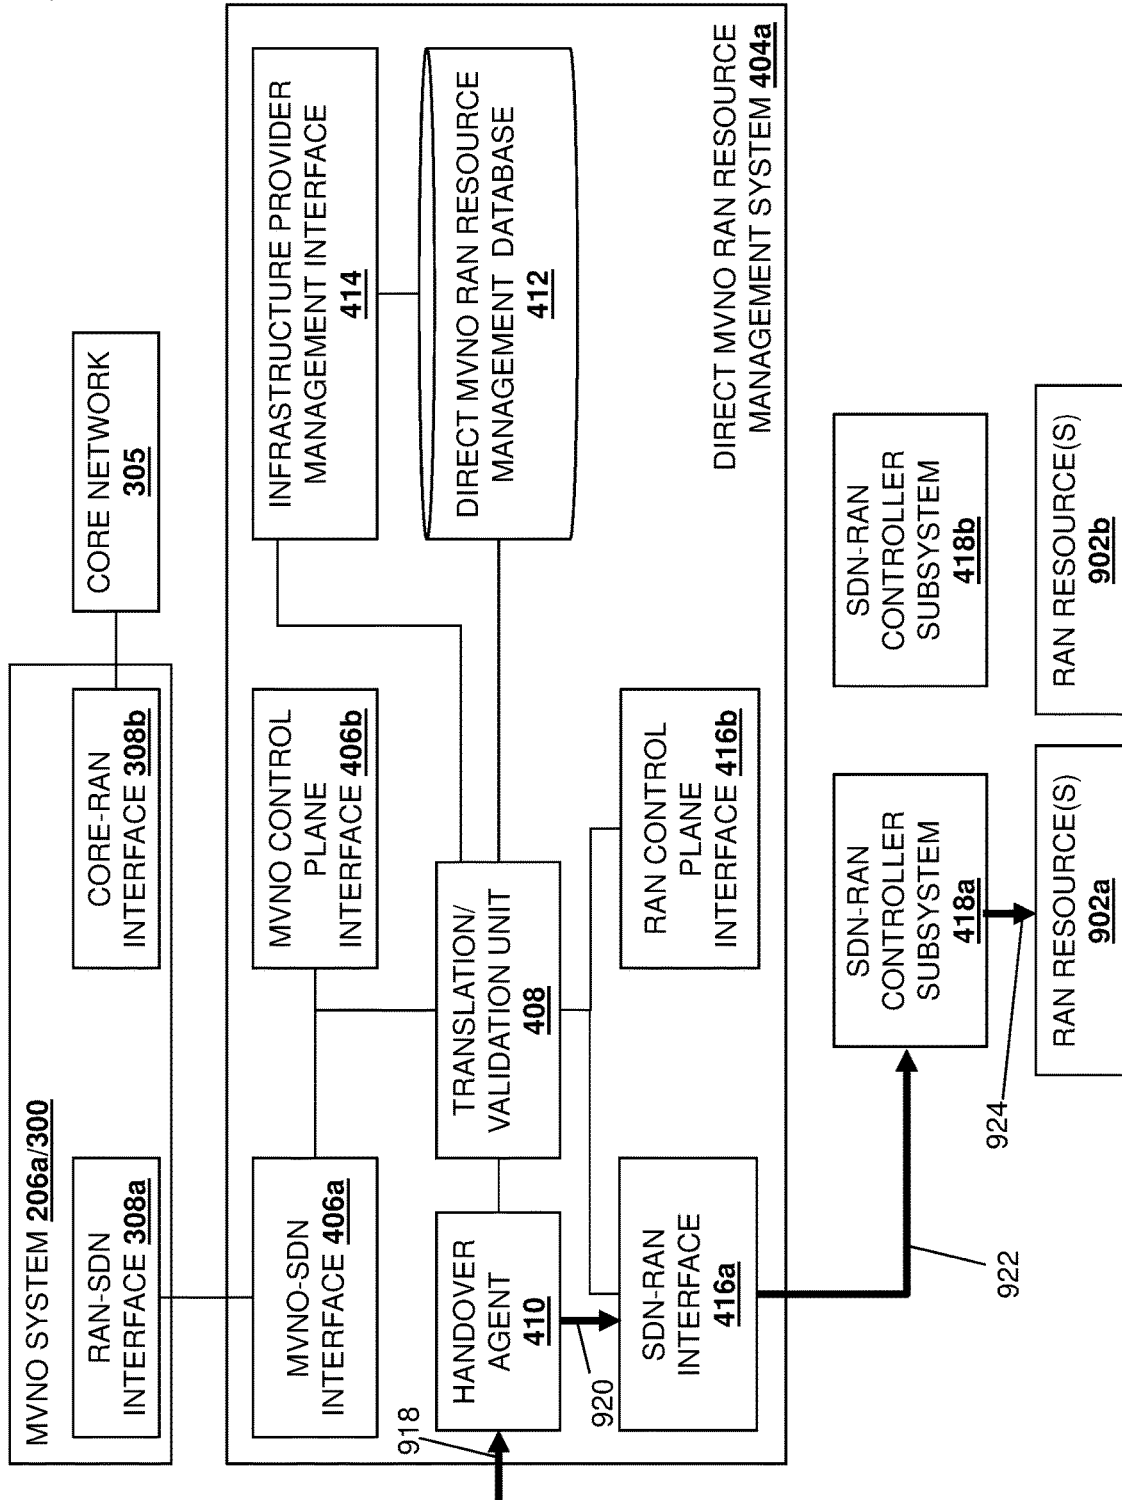 MVNO SYSTEM 206a/300
RAN-SDN
INTERFACE 308a
CORE-RAN
INTERFACE 308b
CORE NETWORK
305
MVNO-SDN
INTERFACE 406a
MVNO CONTROL
PLANE
INTERFACE 406b
INFRASTRUCTURE PROVIDER
MANAGEMENT INTERFACE
414
918
HANDOVER
AGENT
410
TRANSLATION/
VALIDATION UNIT
408
DIRECT MVNO RAN RESOURCE
MANAGEMENT DATABASE
412
920
SDN-RAN
INTERFACE
416a
RAN CONTROL
PLANE
INTERFACE 416b
DIRECT MVNO RAN RESOURCE
MANAGEMENT SYSTEM 404a
922
SDN-RAN
CONTROLLER
SUBSYSTEM
418a
SDN-RAN
CONTROLLER
SUBSYSTEM
418b
924
RAN RESOURCE(S)
902a
RAN RESOURCE(S)
902b